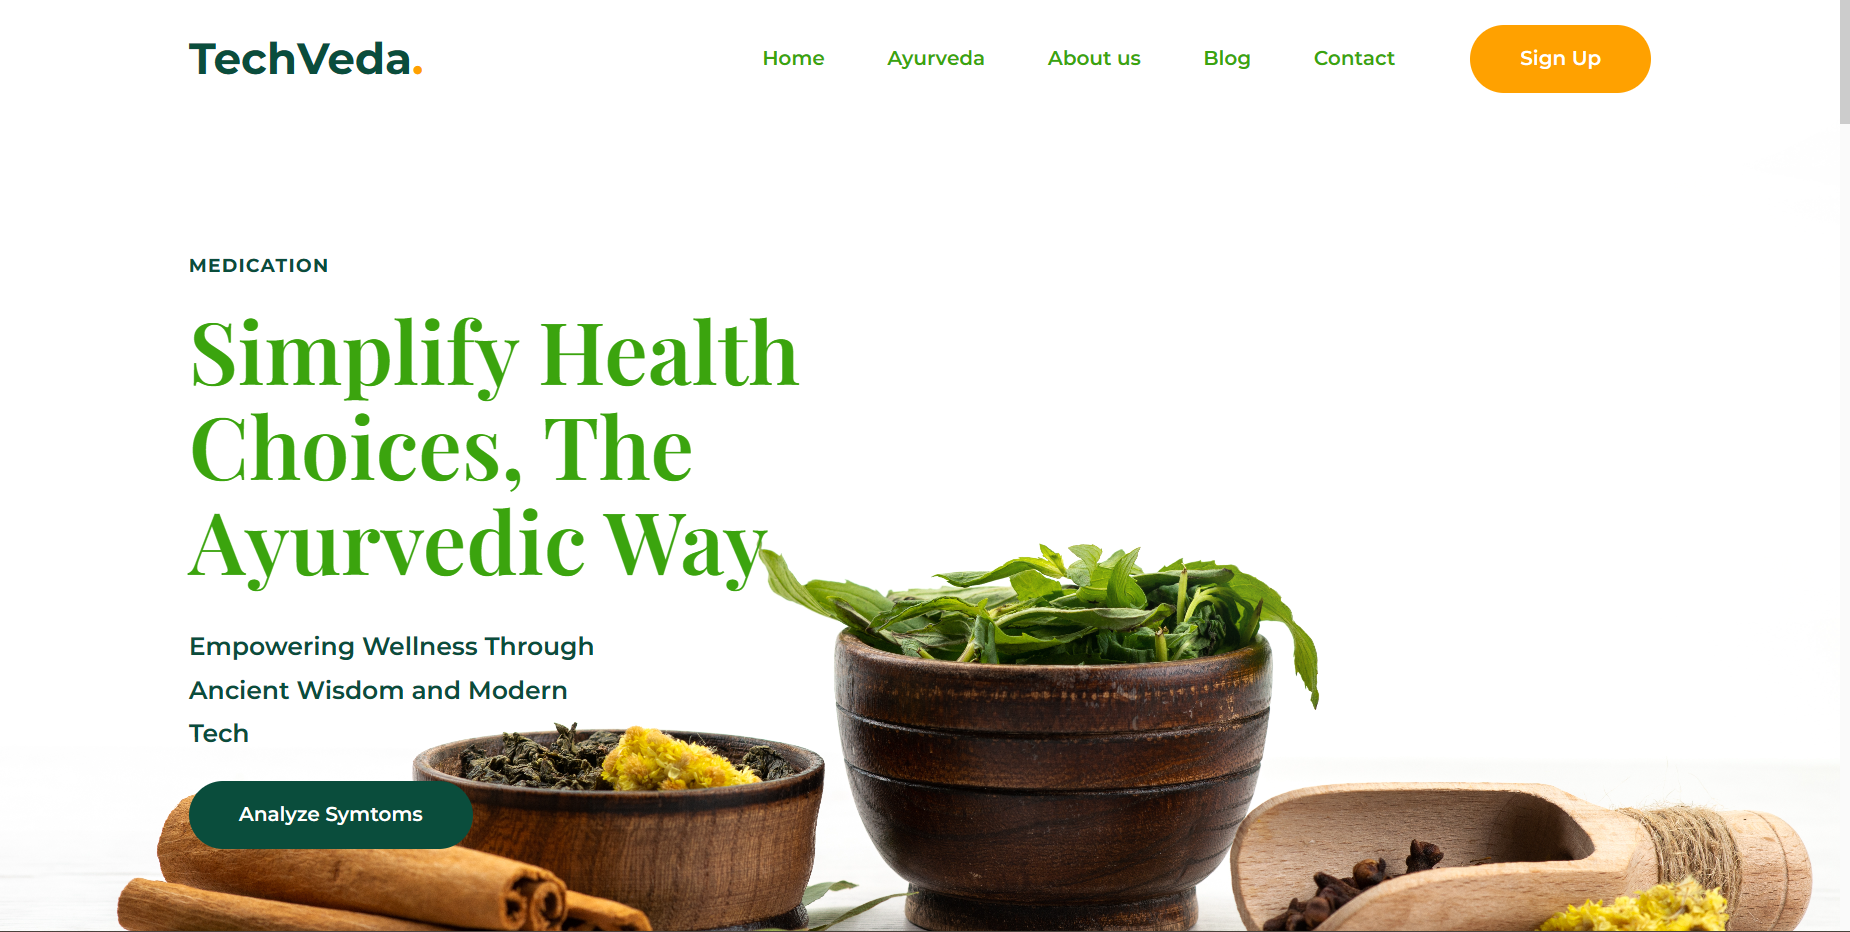 TechVeda.
Home Ayurveda About us Blog Contact Sign Up
MEDICATION
Simplify Health
Choices, The
Ayurvedic Way
Empowering Wellness Through
Ancient Wisdom and Modern
Tech
Analyze Symtoms